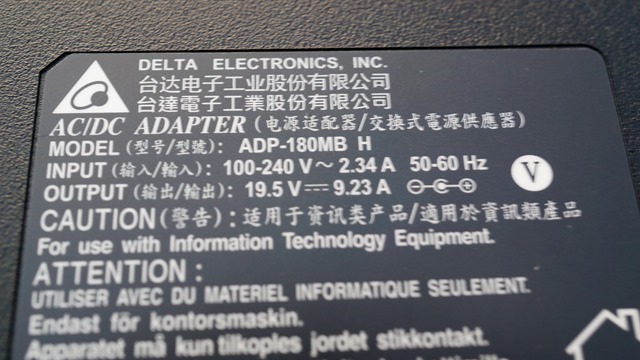 DELTA ELECTRONICS, INC.
台达电子工业股份有限公司
台達電子工業股份有限公司
AC/DC ADAPTER (电源适配器/交換式電源供應器)
MODEL (型号/型號): ADP-180MB H
INPUT (输入/輸入): 100-240 V~ 2.34 A 50-60 Hz
V
OUTPUT (输出/輸出): 19.5 V⎓ 9.23 A
CAUTION (警告): 适用于资讯类产品/適用於資訊類產品
For use with Information Technology Equipment.
ATTENTION :
UTILISER AVEC DU MATERIEL INFORMATIQUE SEULEMENT.
Endast för kontorsmaskin.
Apparatet må kun tilkoples jordet stikkontakt.